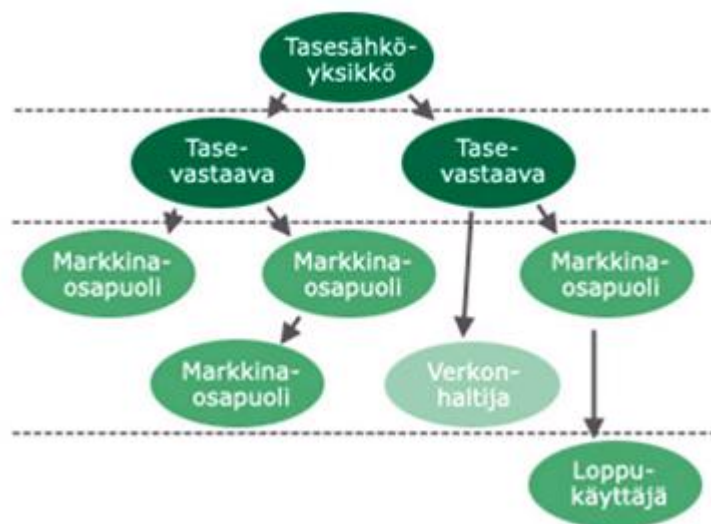 Tasesähkö-
yksikkö
Tase-
vastaava
Tase-
vastaava
Markkina-
osapuoli
Markkina-
osapuoli
Markkina-
osapuoli
Markkina-
osapuoli
Verkon-
haltija
Loppu-
käyttäjä